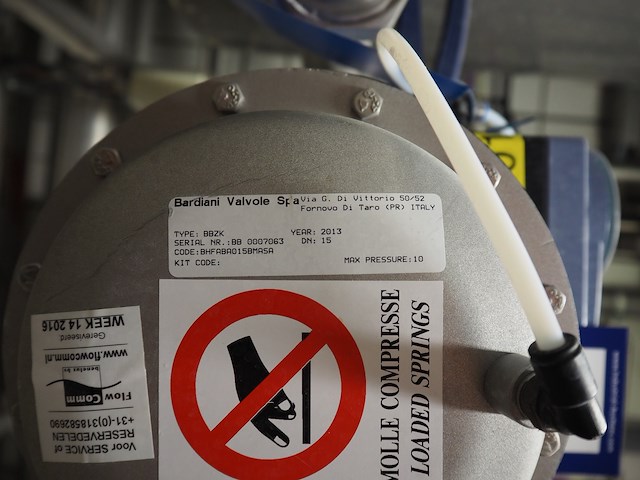 Bardiani Valvole Spa
Via G. Di Vittorio 50/52
Fornovo Di Taro (PR) ITALY
TYPE: BBZK
YEAR: 2013
SERIAL NR.:BB 0007063
DN: 15
CODE:BHFABA015BMASA
KIT CODE:
MAX PRESSURE:10
MOLLE COMPRESSE
LOADED SPRINGS
Voor SERVICE of
RESERVEDELEN
+31-(0)318582690
Flow
Comm
Benelux bv
www.flowcomm.nl
Gereviseerd
WEEK 14 2016